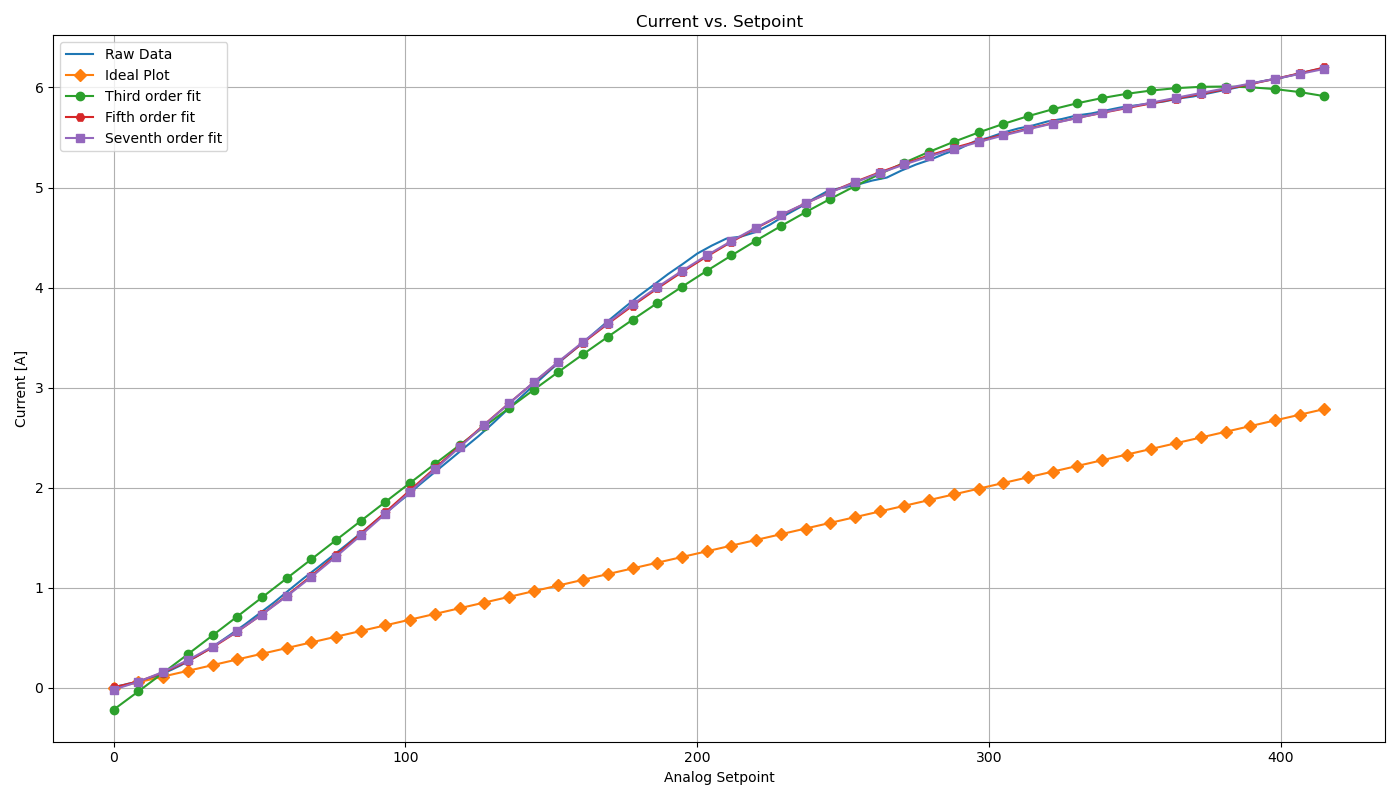 Current vs. Setpoint
Raw Data
Ideal Plot
Third order fit
Fifth order fit
Seventh order fit
Current [A]
6
5
4
3
2
1
0
0 100 200 300 400
Analog Setpoint